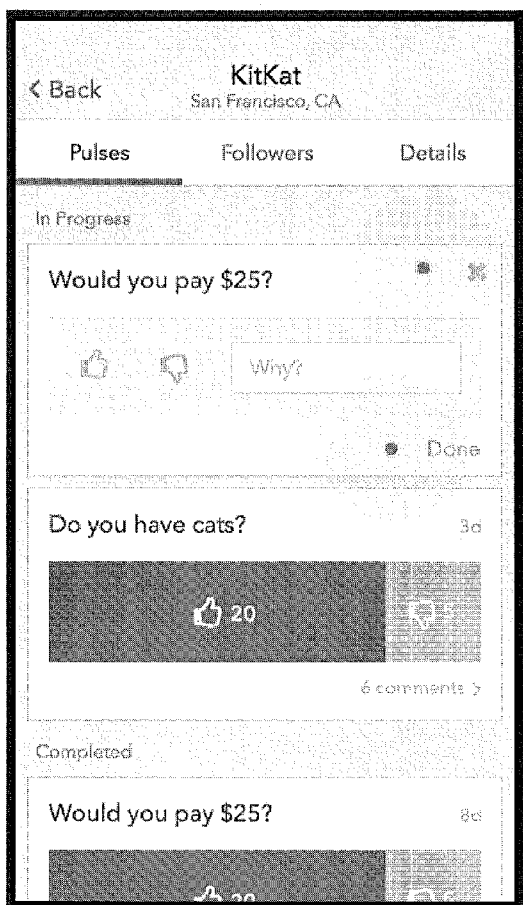 < Back
KitKat
San Francisco, CA
Pulses Followers Details
In Progress
Would you pay $25?
Why?
Done
Do you have cats? 3d
20
6 comments >
Completed
Would you pay $25? 8d
20